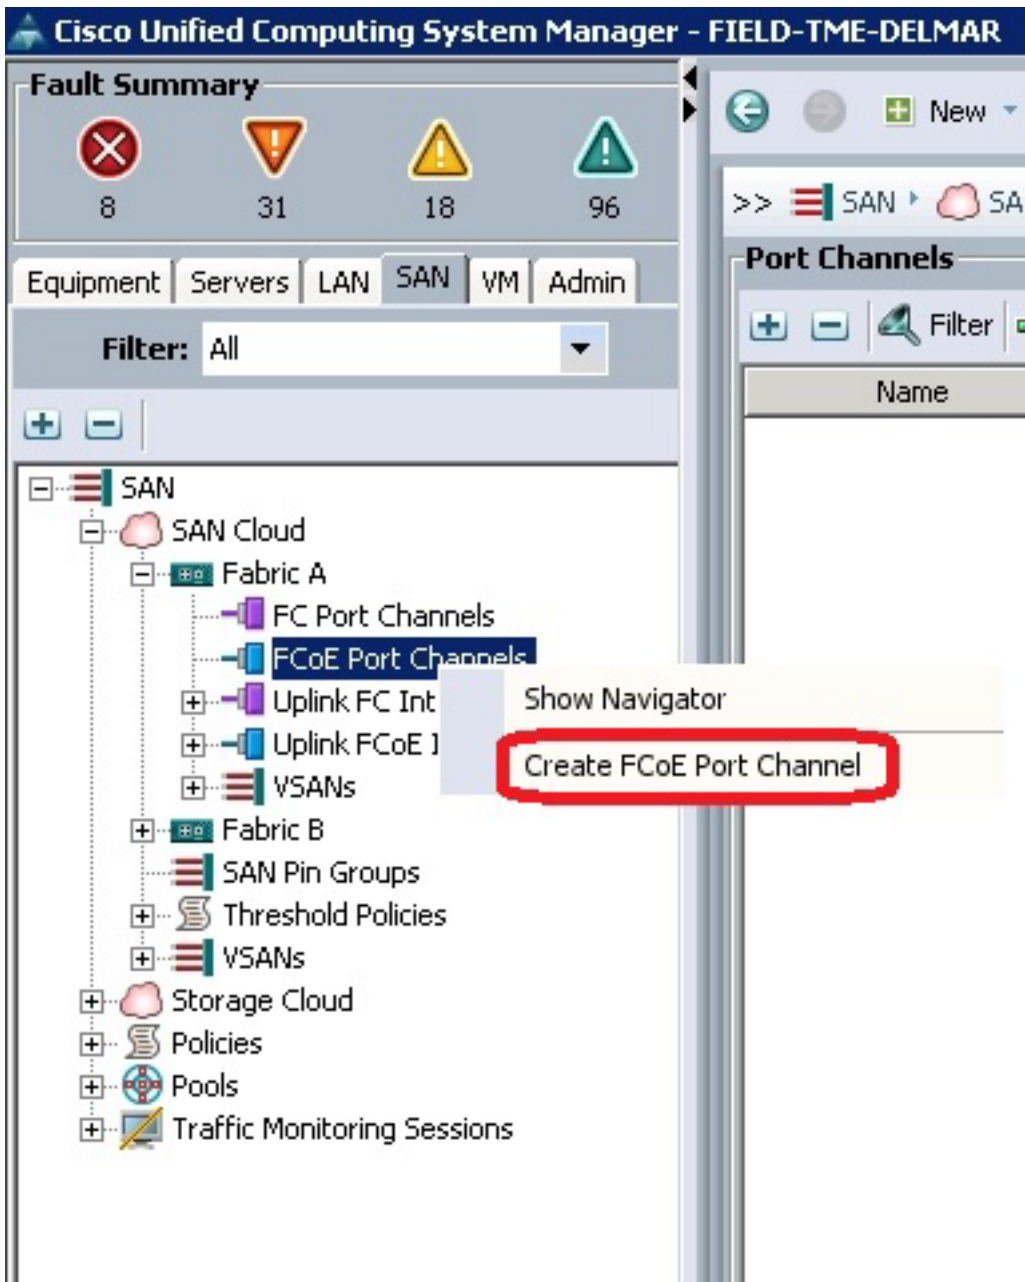 Cisco Unified Computing System Manager - FIELD-TME-DELMAR
Fault Summary
8 31 18 96
New
>> SAN SA
Equipment Servers LAN SAN VM Admin
Filter: All
Port Channels
Filter
Name
SAN
SAN Cloud
Fabric A
FC Port Channels
FCoE Port Channels
Uplink FC Int
Uplink FCoE I
VSANs
Show Navigator
Create FCoE Port Channel
Fabric B
SAN Pin Groups
Threshold Policies
VSANs
Storage Cloud
Policies
Pools
Traffic Monitoring Sessions